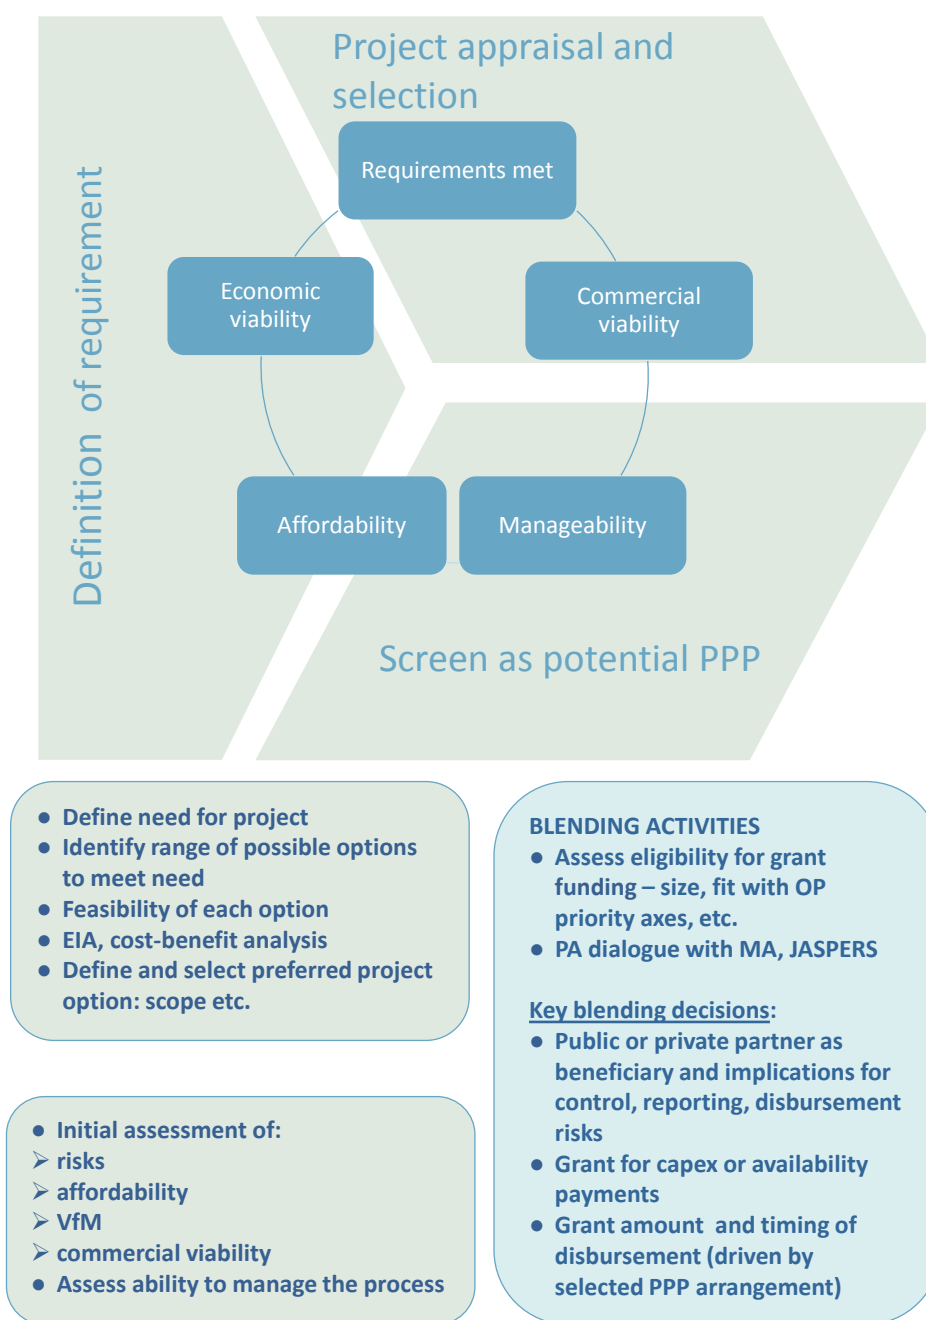 Project appraisal and
selection
Definition of requirement
Requirements met
Economic
viability
Commercial
viability
Affordability
Manageability
Screen as potential PPP
● Define need for project
● Identify range of possible options
to meet need
● Feasibility of each option
● EIA, cost-benefit analysis
● Define and select preferred project
option: scope etc.
● Initial assessment of:
➢ risks
➢ affordability
➢ VfM
➢ commercial viability
● Assess ability to manage the process
BLENDING ACTIVITIES
● Assess eligibility for grant
funding – size, fit with OP
priority axes, etc.
● PA dialogue with MA, JASPERS
Key blending decisions:
● Public or private partner as
beneficiary and implications for
control, reporting, disbursement
risks
● Grant for capex or availability
payments
● Grant amount and timing of
disbursement (driven by
selected PPP arrangement)